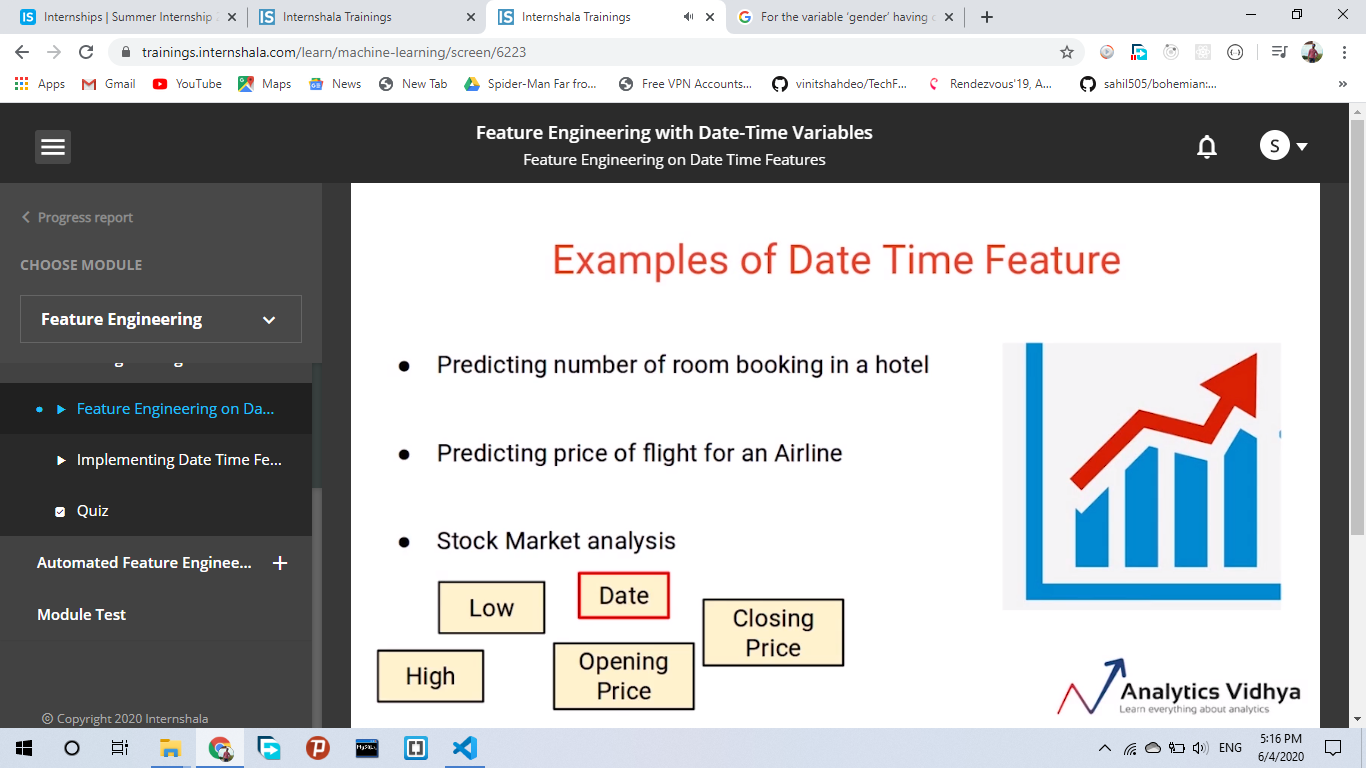 Internships | Summer Internship
Internshala Trainings
Internshala Trainings
For the variable ‘gender’ having
trainings.internshala.com/learn/machine-learning/screen/6223
Apps
Gmail
YouTube
Maps
News
New Tab
Spider-Man Far fro...
Free VPN Accounts...
vinitshahdeo/TechF...
Rendezvous'19, A...
sahil505/bohemian:...
»
Feature Engineering with Date-Time Variables
Feature Engineering on Date Time Features
S
Progress report
CHOOSE MODULE
Feature Engineering
Feature Engineering on Da...
Implementing Date Time Fe...
Quiz
Automated Feature Enginee... +
Module Test
© Copyright 2020 Internshala
Examples of Date Time Feature
● Predicting number of room booking in a hotel
● Predicting price of flight for an Airline
● Stock Market analysis
Low
Date
Closing
Price
High
Opening
Price
Analytics Vidhya
Learn everything about analytics
MySQL
ENG
5:16 PM
6/4/2020